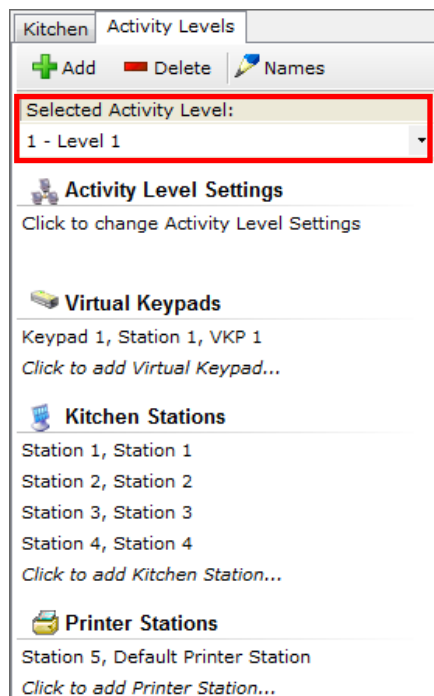 Kitchen Activity Levels
Add Delete Names
Selected Activity Level:
1 - Level 1
Activity Level Settings
Click to change Activity Level Settings
Virtual Keypads
Keypad 1, Station 1, VKP 1
Click to add Virtual Keypad...
Kitchen Stations
Station 1, Station 1
Station 2, Station 2
Station 3, Station 3
Station 4, Station 4
Click to add Kitchen Station...
Printer Stations
Station 5, Default Printer Station
Click to add Printer Station...